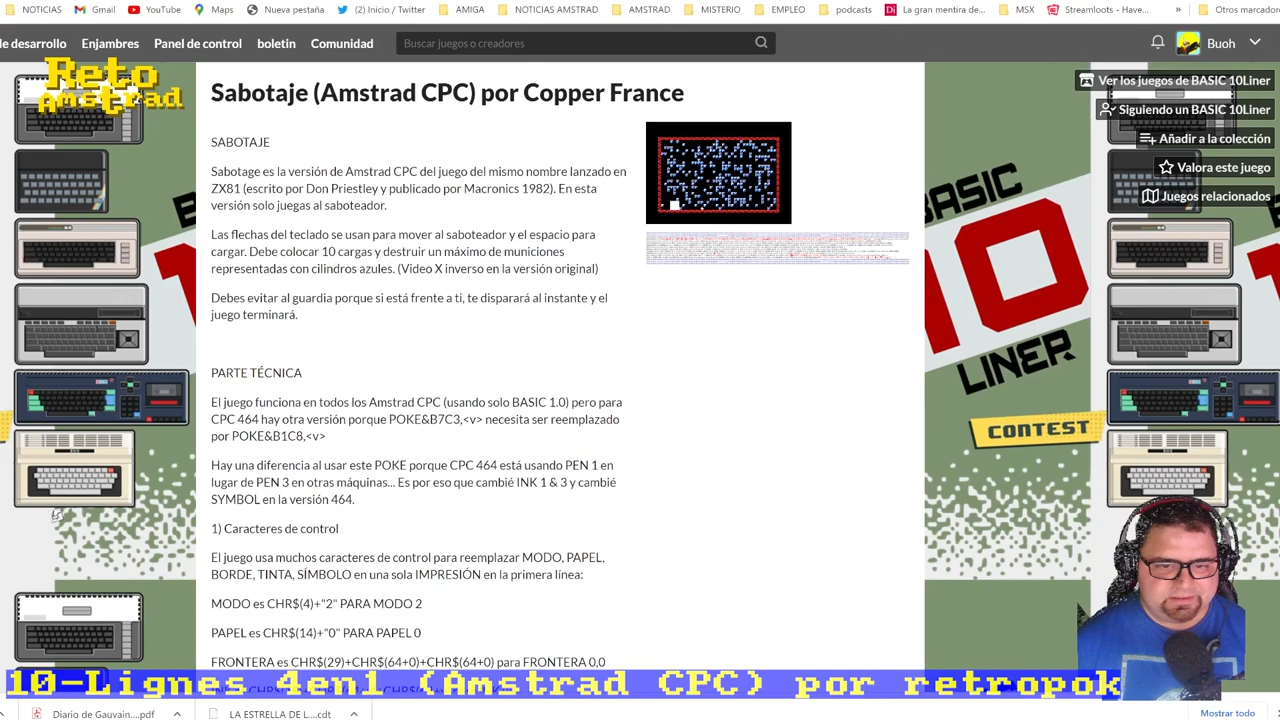 NOTICIAS Gmail YouTube Maps Nueva pestaña (2) Inicio / Twitter AMIGA NOTICIAS AMSTRAD AMSTRAD MISTERIO EMPLEO podcasts La gran mentira de... MSX Streamloots - Have... » Otros marcador
de desarrollo Enjambres Panel de control boletin Comunidad Buscar juegos o creadores Buoh
Reto
Amstrad
Ver los juegos de BASIC 10Liner
Siguiendo un BASIC 10Liner
Añadir a la colección
Valora este juego
Juegos relacionados
Sabotaje (Amstrad CPC) por Copper France
SABOTAJE
Sabotage es la versión de Amstrad CPC del juego del mismo nombre lanzado en
ZX81 (escrito por Don Priestley y publicado por Macronics 1982). En esta
versión solo juegas al saboteador.
Las flechas del teclado se usan para mover al saboteador y el espacio para
cargar. Debe colocar 10 cargas y destruir un máximo de municiones
representadas con cilindros azules. (Video X Inverso en la versión original)
Debes evitar al guardia porque si está frente a ti, te disparará al instante y el
juego terminará.
PARTE TÉCNICA
El juego funciona en todos los Amstrad CPC (usando solo BASIC 1.0) pero para
CPC 464 hay otra versión porque POKE&B7C3,<v> necesita ser reemplazado
por POKE&B1C8,<v>
Hay una diferencia al usar este POKE porque CPC 464 está usando PEN 1 en
lugar de PEN 3 en otras máquinas... Es por eso que cambié INK 1 & 3 y cambié
SYMBOL en la versión 464.
1) Caracteres de control
El juego usa muchos caracteres de control para reemplazar MODO, PAPEL,
BORDE, TINTA, SÍMBOLO en una sola IMPRESIÓN en la primera línea:
MODO es CHR$(4)+"2" PARA MODO 2
PAPEL es CHR$(14)+"0" PARA PAPEL 0
FRONTERA es CHR$(29)+CHR$(64+0)+CHR$(64+0) para FRONTERA 0,0
BASIC
10
LINER
CONTEST
10-Lignes 4en1 (Amstrad CPC) por retropok
Diario de Gauvain....pdf LA ESTRELLA DE L....cdt Mostrar todo